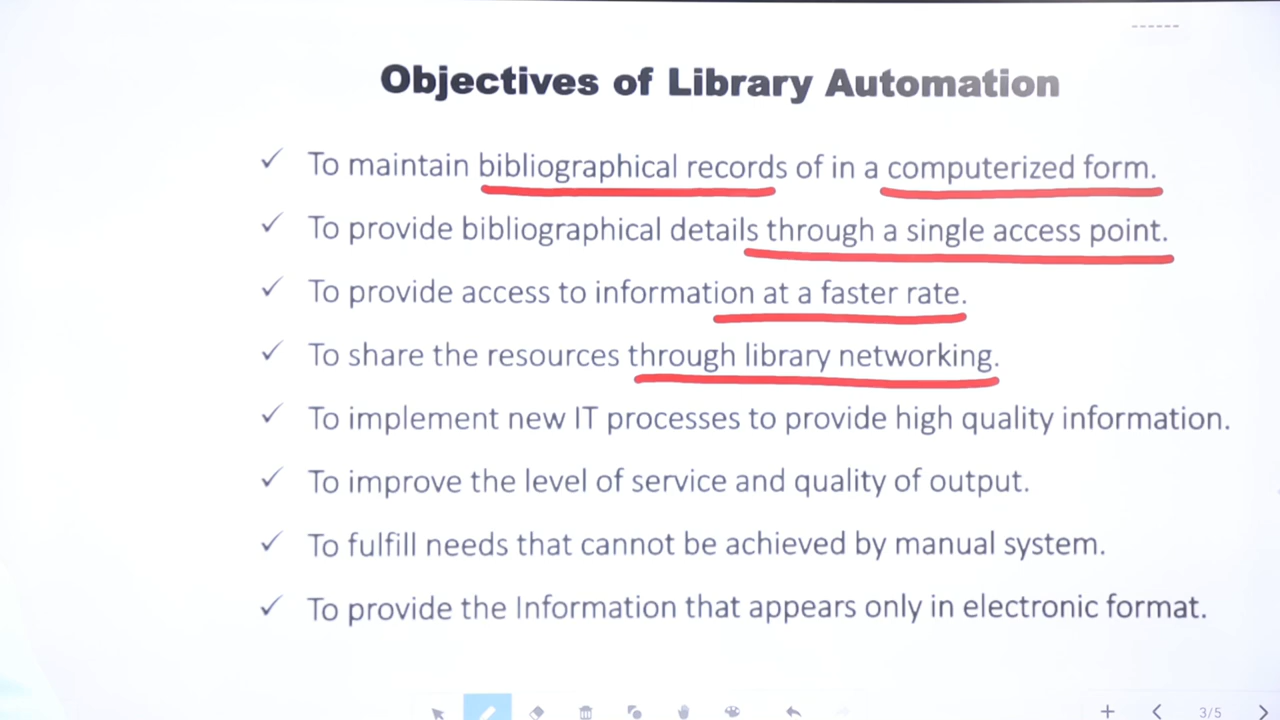 Objectives of Library Automation
✓ To maintain bibliographical records of in a computerized form.
✓ To provide bibliographical details through a single access point.
✓ To provide access to information at a faster rate.
✓ To share the resources through library networking.
✓ To implement new IT processes to provide high quality information.
✓ To improve the level of service and quality of output.
✓ To fulfill needs that cannot be achieved by manual system.
✓ To provide the Information that appears only in electronic format.
3/5